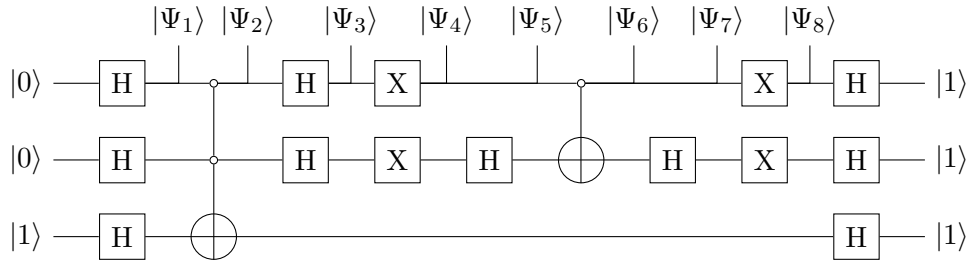 |Ψ₁⟩ |Ψ₂⟩ |Ψ₃⟩ |Ψ₄⟩ |Ψ₅⟩ |Ψ₆⟩ |Ψ₇⟩ |Ψ₈⟩
|0⟩ H H X X H |1⟩
|0⟩ H H X H H X H |1⟩
|1⟩ H H |1⟩